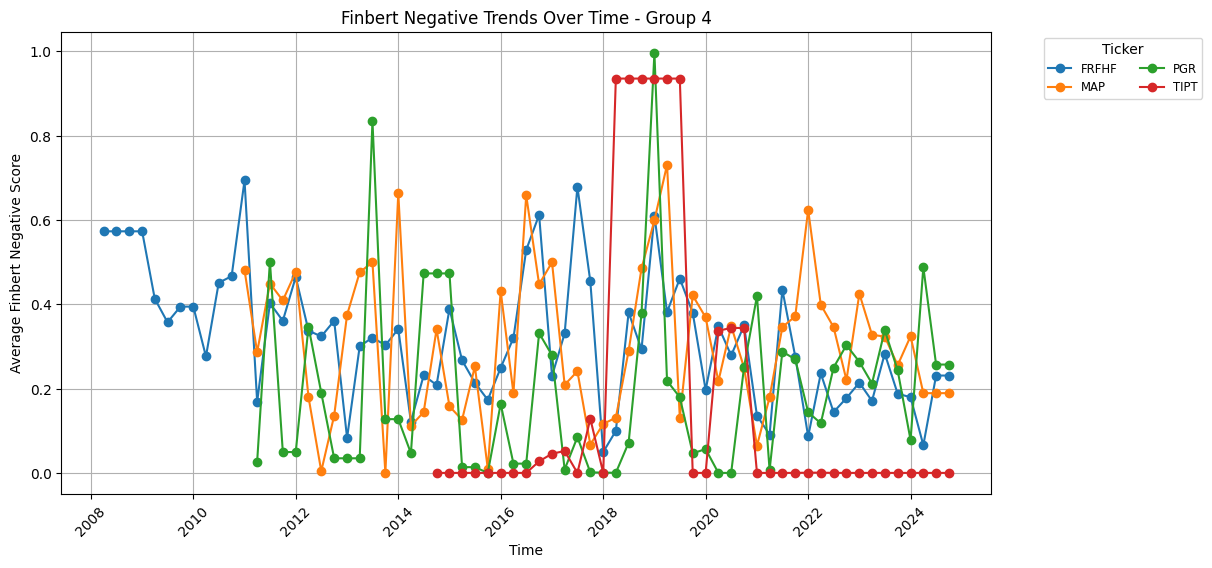 Finbert Negative Trends Over Time - Group 4
Average Finbert Negative Score
1.0
0.8
0.6
0.4
0.2
0.0
2008
2010
2012
2014
2016
2018
2020
2022
2024
Time
Ticker
FRFHF
MAP
PGR
TIPT